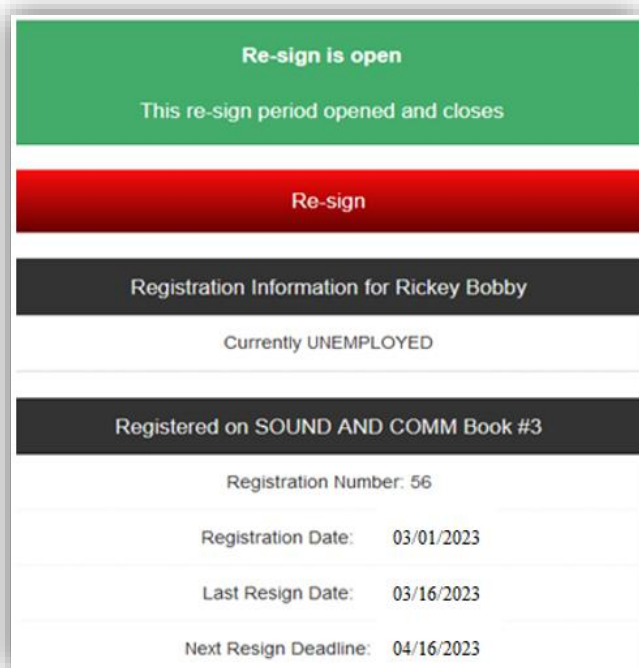 Re-sign is open
This re-sign period opened and closes
Re-sign
Registration Information for Rickey Bobby
Currently UNEMPLOYED
Registered on SOUND AND COMM Book #3
Registration Number: 56
Registration Date: 03/01/2023
Last Resign Date: 03/16/2023
Next Resign Deadline: 04/16/2023